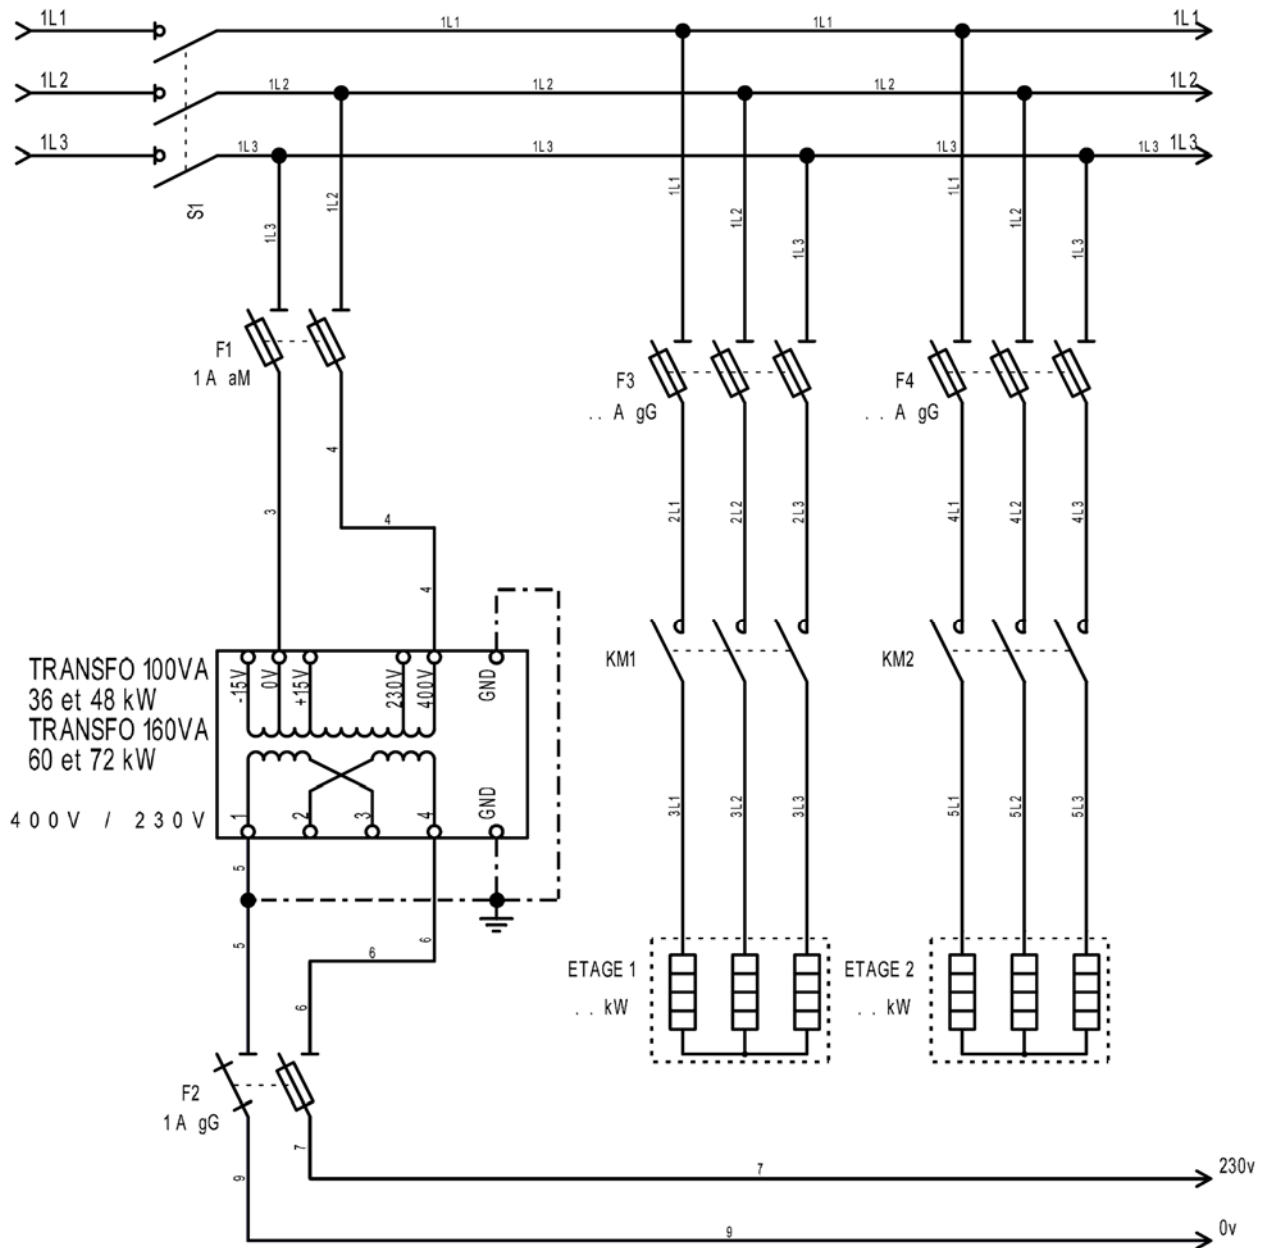 1L1 1L1 1L1 1L1
1L2 1L2 1L2 1L2 1L2
1L3 1L3 1L3 1L3 1L3 1L3
S1
1L3 1L2 1L1 1L2 1L3 1L1 1L2 1L3
F1
1A aM
F3
.. A gG
F4
. . A gG
4
3 4
2L1 2L2 2L3 4L1 4L2 4L3
4
KM1
KM2
TRANSFO 100VA
36 et 48 kW
TRANSFO 160VA
60 et 72 kW
400V / 230V
-15V 0V +15V 230V 400V GND
1 2 3 4 GND
3L1 3L2 3L3 5L1 5L2 5L3
5
5 6 6
ETAGE 1
. . kW
ETAGE 2
. . kW
6
F2
1A gG
7
9
7 230v
9 0v